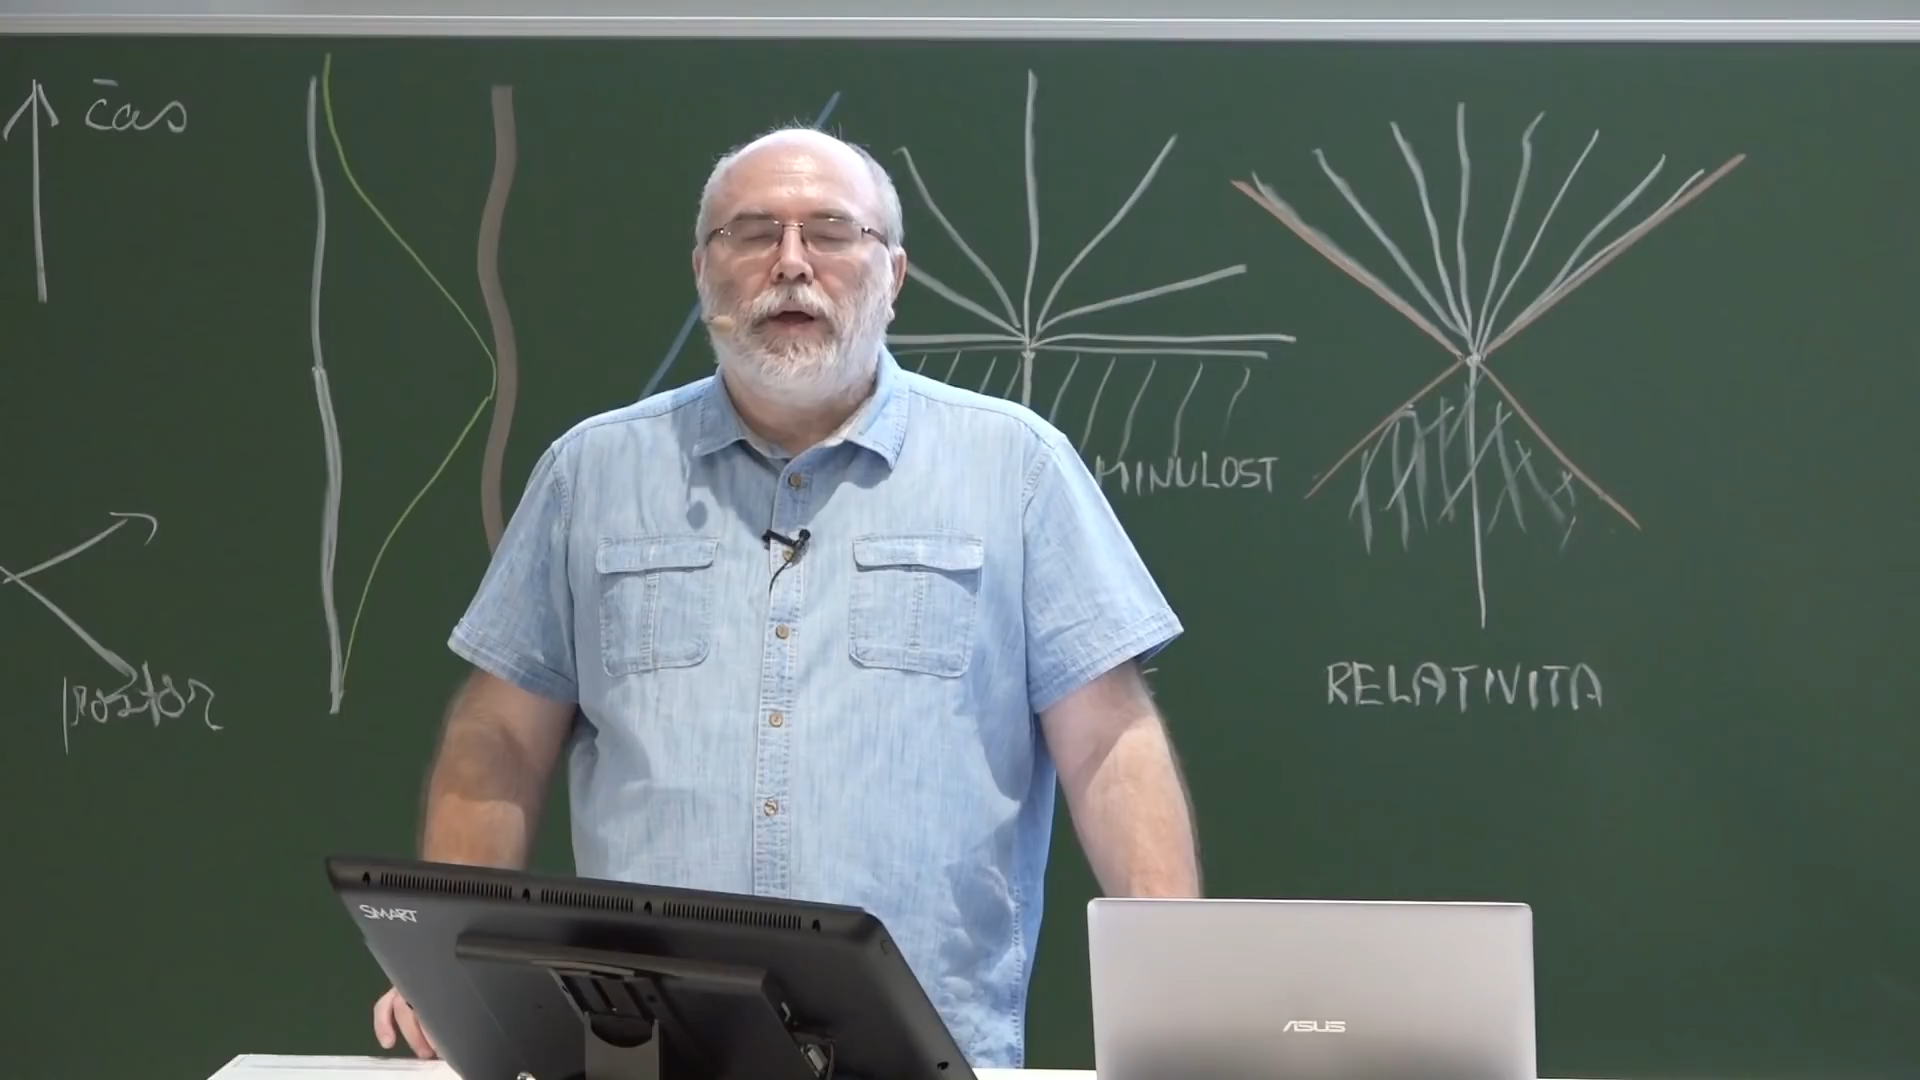 čas
MINULOST
prostor
RELATIVITA
SMART
ASUS